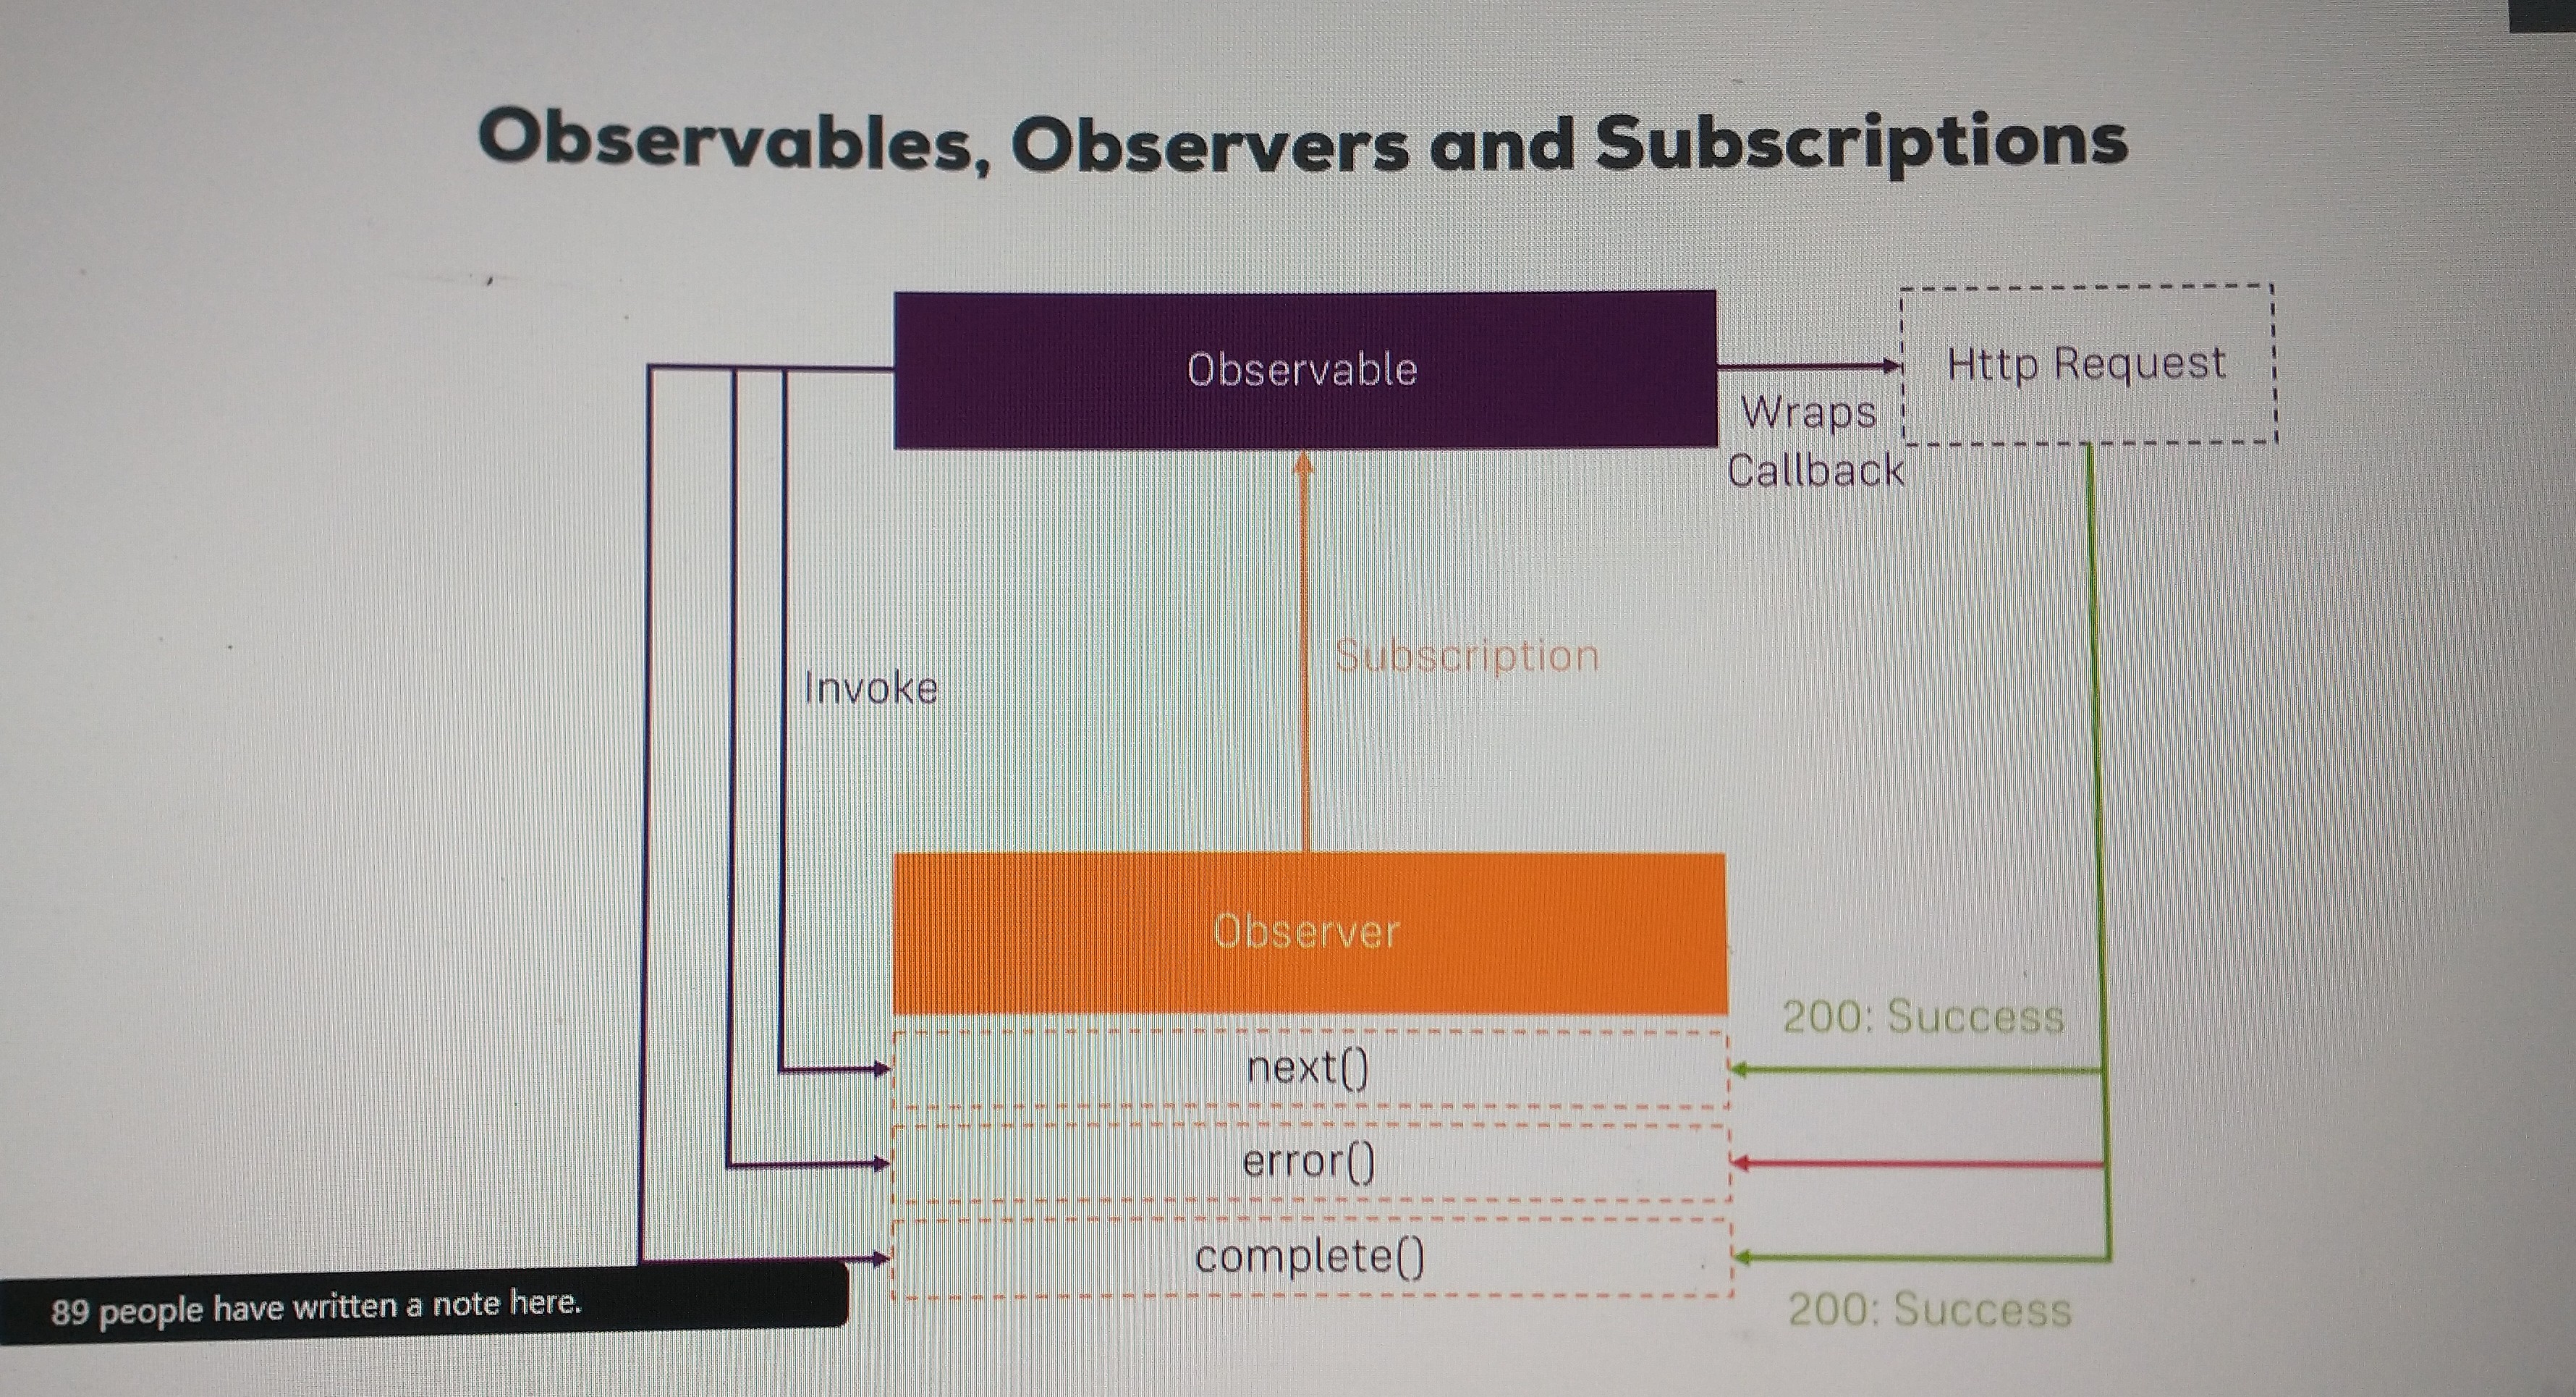 Observables, Observers and Subscriptions
Observable
Http Request
Wraps
Callback
Subscription
Invoke
Observer
200: Success
next()
error()
complete()
200: Success
89 people have written a note here.